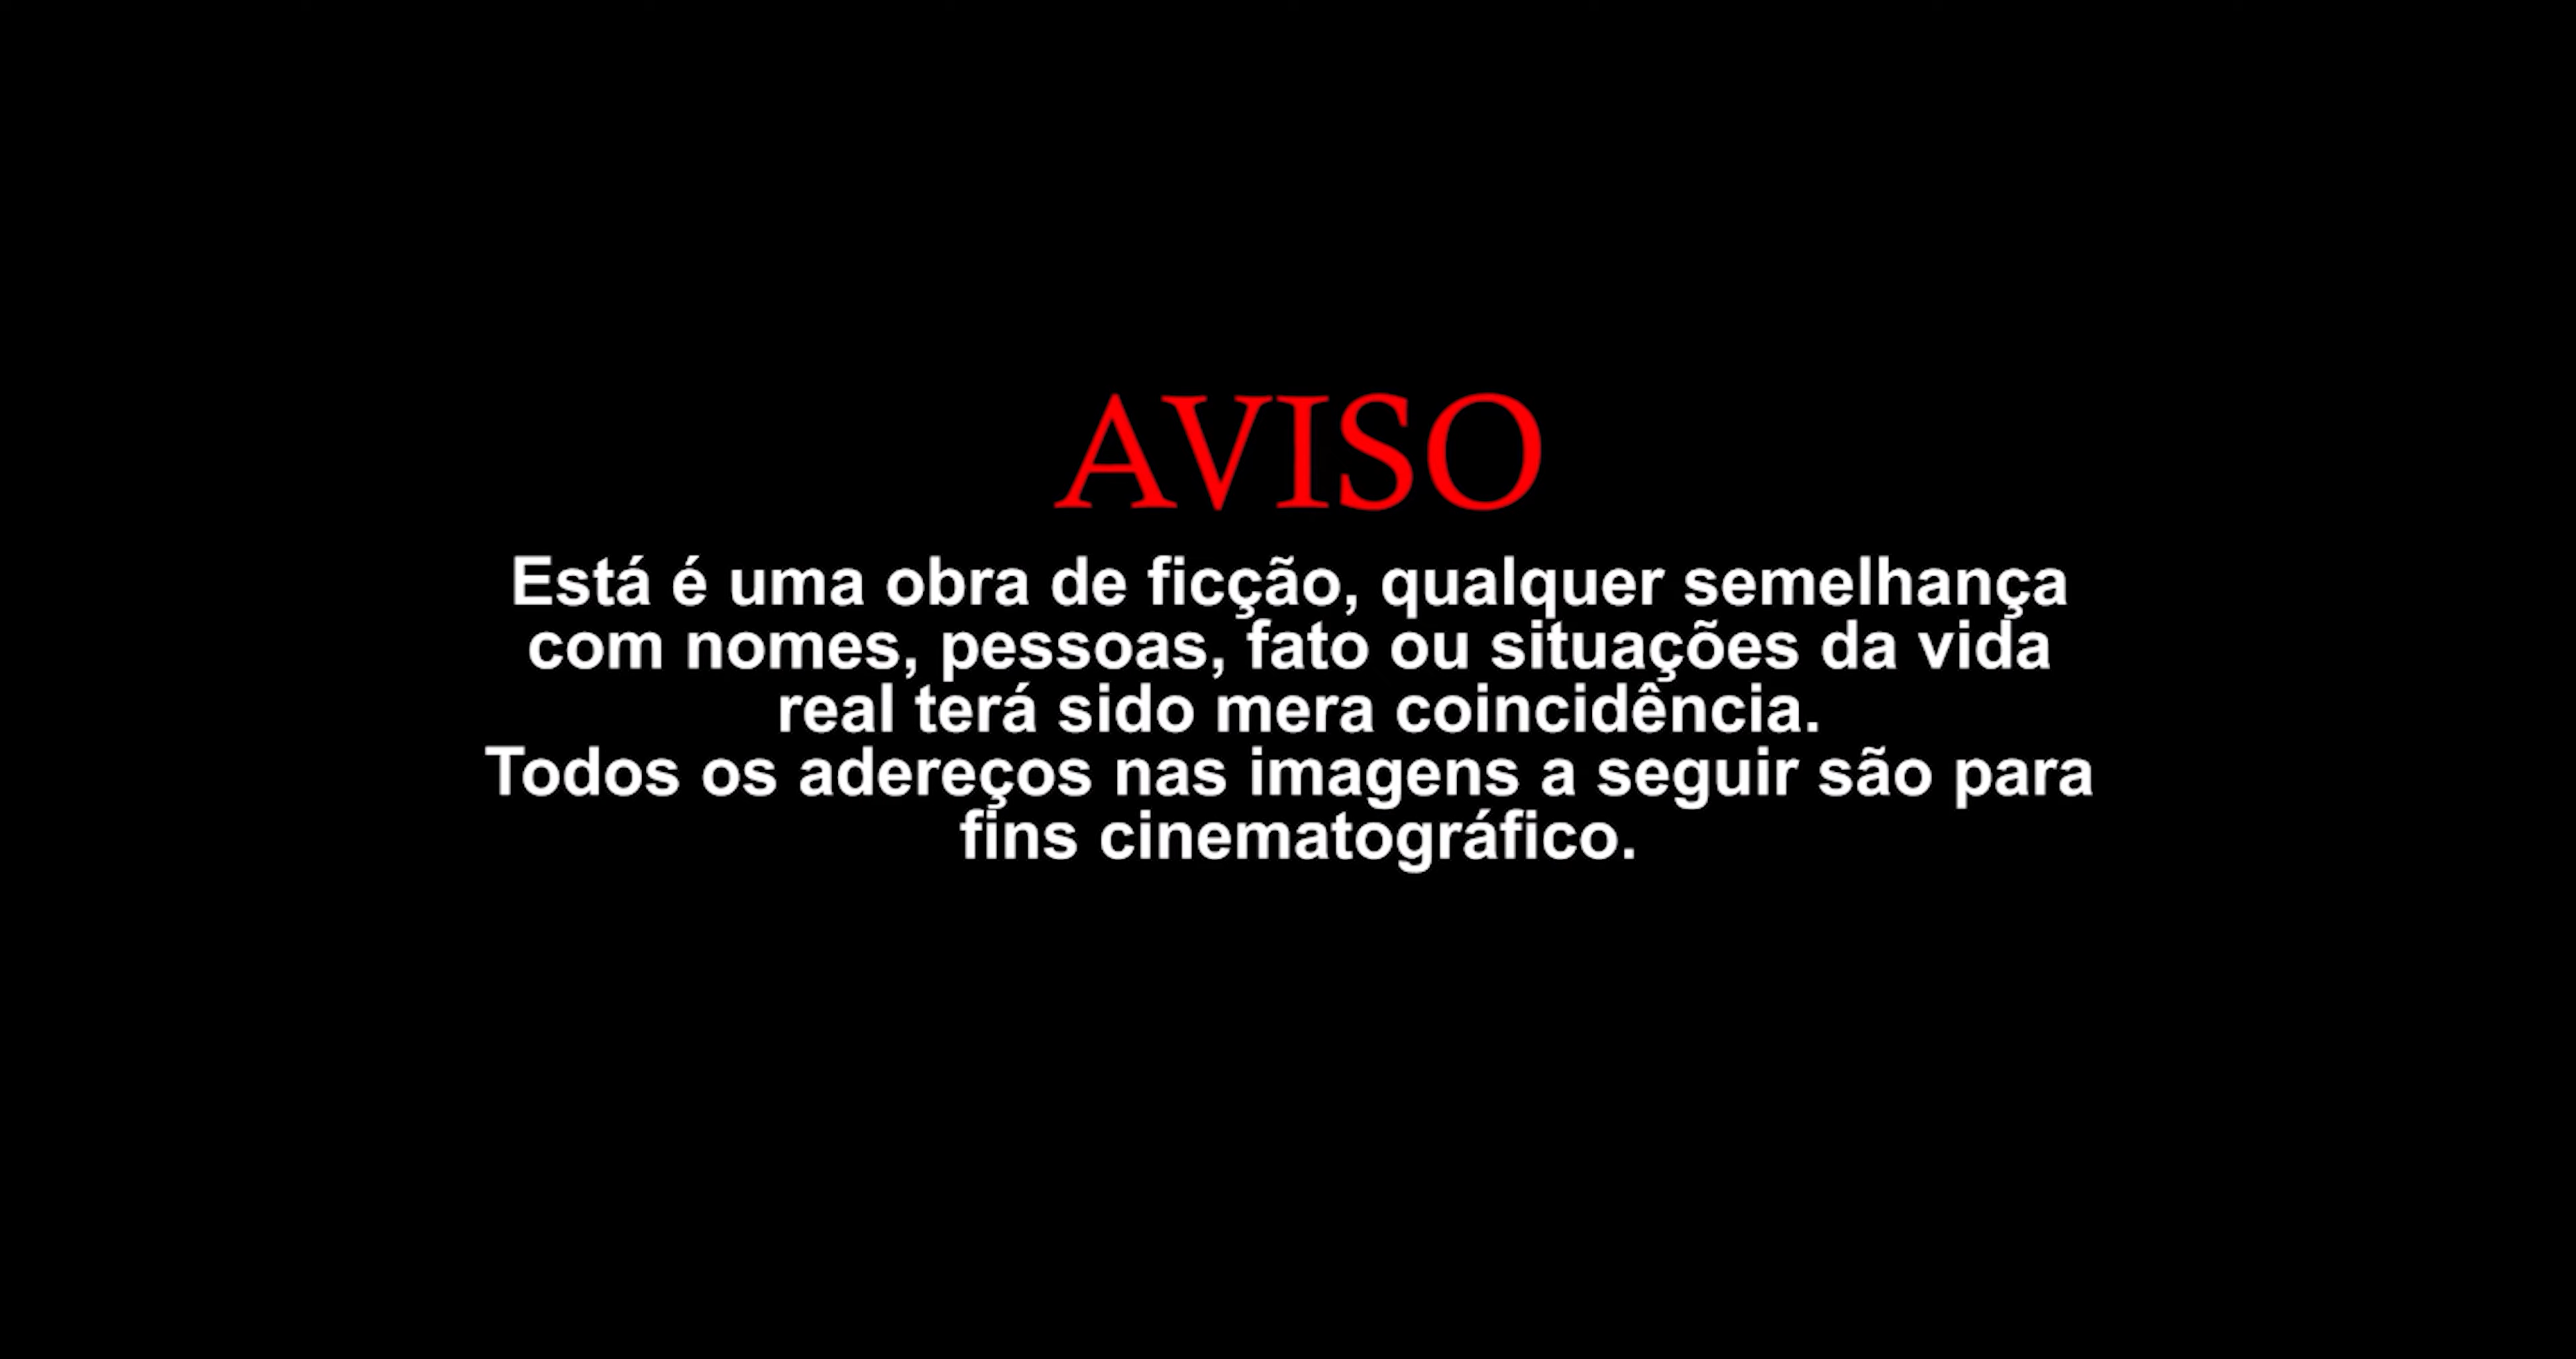 AVISO
Está é uma obra de ficção, qualquer semelhança
com nomes, pessoas, fato ou situações da vida
real terá sido mera coincidência.
Todos os adereços nas imagens a seguir são para
fins cinematográfico.